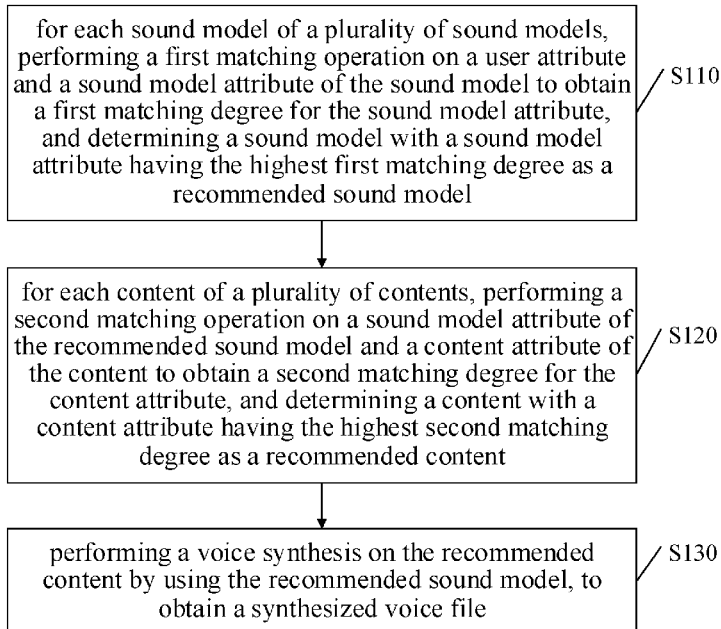 for each sound model of a plurality of sound models,
performing a first matching operation on a user attribute
and a sound model attribute of the sound model to obtain
a first matching degree for the sound model attribute,
and determining a sound model with a sound model
attribute having the highest first matching degree as a
recommended sound model
S110
for each content of a plurality of contents, performing a
second matching operation on a sound model attribute of
the recommended sound model and a content attribute of
the content to obtain a second matching degree for the
content attribute, and determining a content with a
content attribute having the highest second matching
degree as a recommended content
S120
performing a voice synthesis on the recommended
content by using the recommended sound model, to
obtain a synthesized voice file
S130